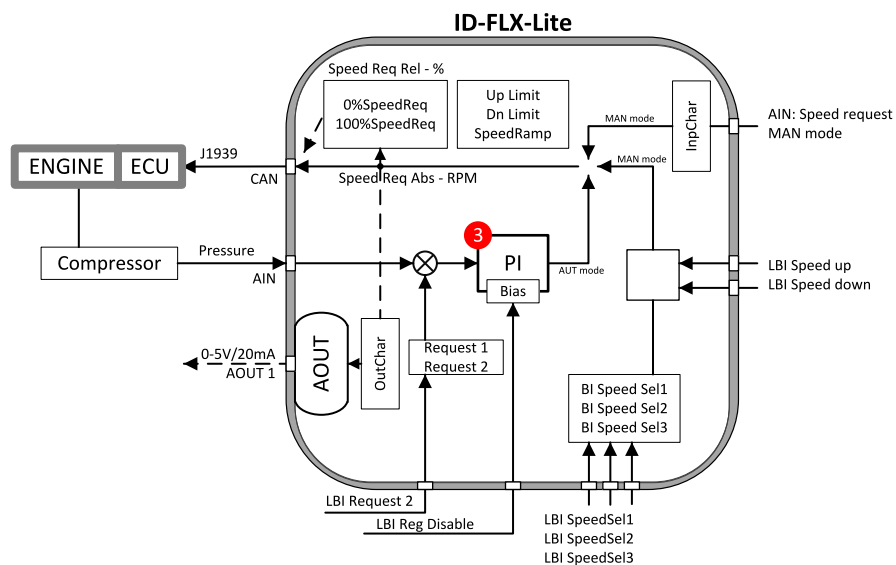 ID-FLX-Lite
Speed Req Rel - %
0%SpeedReq
100%SpeedReq
Up Limit
Dn Limit
SpeedRamp
MAN mode
InpChar
AIN: Speed request
MAN mode
ENGINE
ECU
J1939
CAN
Speed Req Abs - RPM
MAN mode
Compressor
Pressure
AIN
3
PI
Bias
AUT mode
LBI Speed up
LBI Speed down
0-5V/20mA
AOUT 1
AOUT
OutChar
Request 1
Request 2
BI Speed Sel1
BI Speed Sel2
BI Speed Sel3
LBI Request 2
LBI Reg Disable
LBI SpeedSel1
LBI SpeedSel2
LBI SpeedSel3